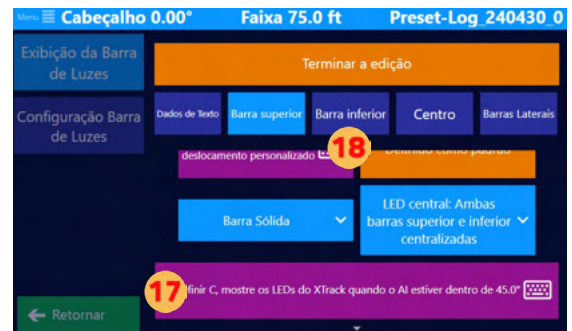 Menu Cabeçalho 0.00° Faixa 75.0 ft Preset-Log_240430_0
Exibição da Barra
de Luzes
Terminar a edição
Configuração Barra
de Luzes
Dados de Texto Barra superior Barra inferior Centro Barras Laterais
18
deslocamento personalizado
Definido como padrão
Barra Sólida
LED central: Ambas
barras superior e inferior
centralizadas
17
finir C, mostre os LEDs do XTrack quando o AI estiver dentro de 45.0°
Retornar